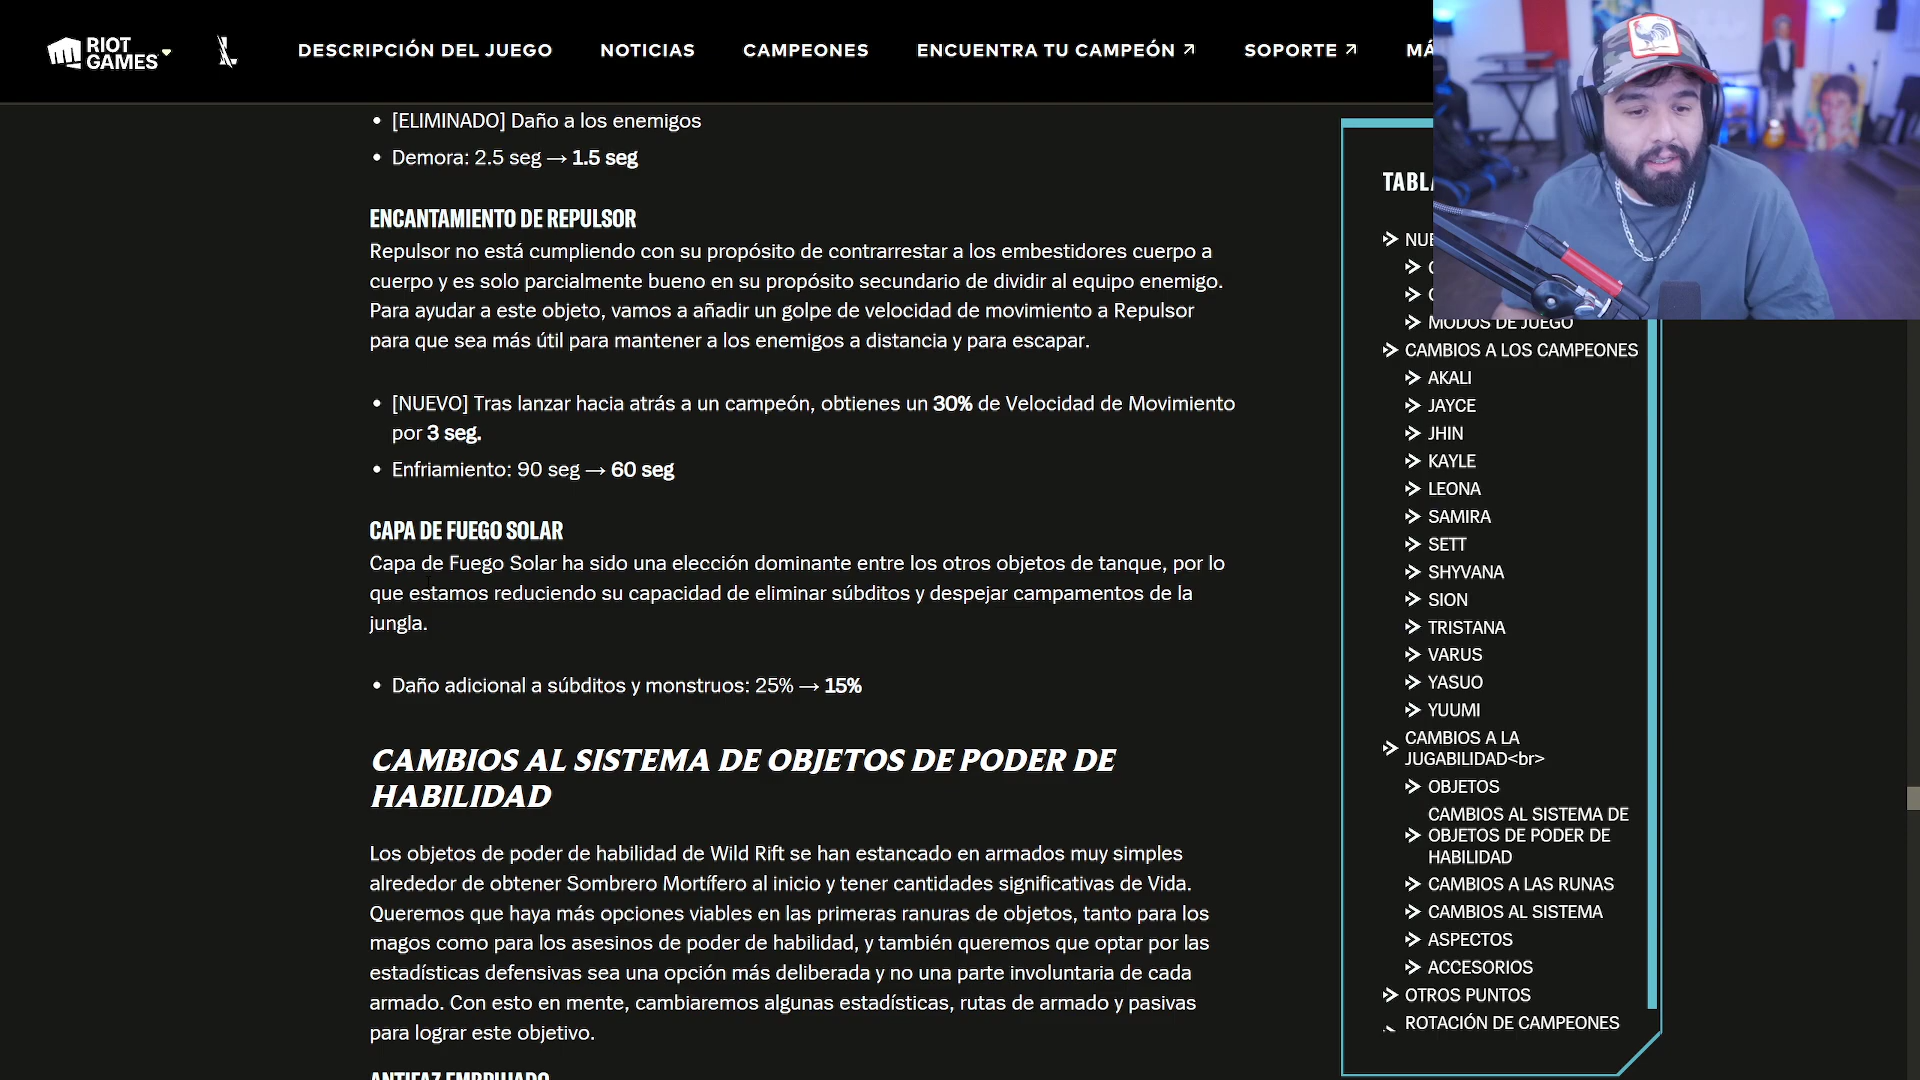 RIOT GAMES
DESCRIPCIÓN DEL JUEGO
NOTICIAS
CAMPEONES
ENCUENTRA TU CAMPEÓN
SOPORTE
MÁ
• [ELIMINADO] Daño a los enemigos
• Demora: 2.5 seg → 1.5 seg
ENCANTAMIENTO DE REPULSOR
Repulsor no está cumpliendo con su propósito de contrarrestar a los embestidores cuerpo a
cuerpo y es solo parcialmente bueno en su propósito secundario de dividir al equipo enemigo.
Para ayudar a este objeto, vamos a añadir un golpe de velocidad de movimiento a Repulsor
para que sea más útil para mantener a los enemigos a distancia y para escapar.
• [NUEVO] Tras lanzar hacia atrás a un campeón, obtienes un 30% de Velocidad de Movimiento
por 3 seg.
• Enfriamiento: 90 seg → 60 seg
CAPA DE FUEGO SOLAR
Capa de Fuego Solar ha sido una elección dominante entre los otros objetos de tanque, por lo
que estamos reduciendo su capacidad de eliminar súbditos y despejar campamentos de la
jungla.
• Daño adicional a súbditos y monstruos: 25% → 15%
CAMBIOS AL SISTEMA DE OBJETOS DE PODER DE
HABILIDAD
Los objetos de poder de habilidad de Wild Rift se han estancado en armados muy simples
alrededor de obtener Sombrero Mortífero al inicio y tener cantidades significativas de Vida.
Queremos que haya más opciones viables en las primeras ranuras de objetos, tanto para los
magos como para los asesinos de poder de habilidad, y también queremos que optar por las
estadísticas defensivas sea una opción más deliberada y no una parte involuntaria de cada
armado. Con esto en mente, cambiaremos algunas estadísticas, rutas de armado y pasivas
para lograr este objetivo.
ANTIFAZ EMBRUJADO
TABL
NUE
MODOS DE JUEGO
CAMBIOS A LOS CAMPEONES
AKALI
JAYCE
JHIN
KAYLE
LEONA
SAMIRA
SETT
SHYVANA
SION
TRISTANA
VARUS
YASUO
YUUMI
CAMBIOS A LA
JUGABILIDAD<br>
OBJETOS
CAMBIOS AL SISTEMA DE
OBJETOS DE PODER DE
HABILIDAD
CAMBIOS A LAS RUNAS
CAMBIOS AL SISTEMA
ASPECTOS
ACCESORIOS
OTROS PUNTOS
ROTACIÓN DE CAMPEONES